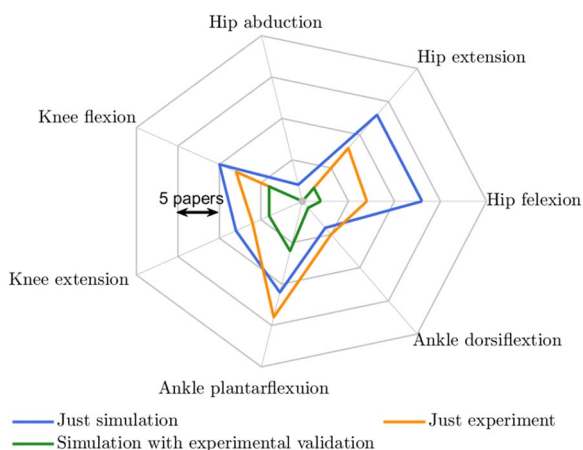 Hip abduction
Hip extension
Knee flexion
5 papers
Hip felexion
Knee extension
Ankle dorsiflextion
Ankle plantarflexuion
Just simulation
Just experiment
Simulation with experimental validation